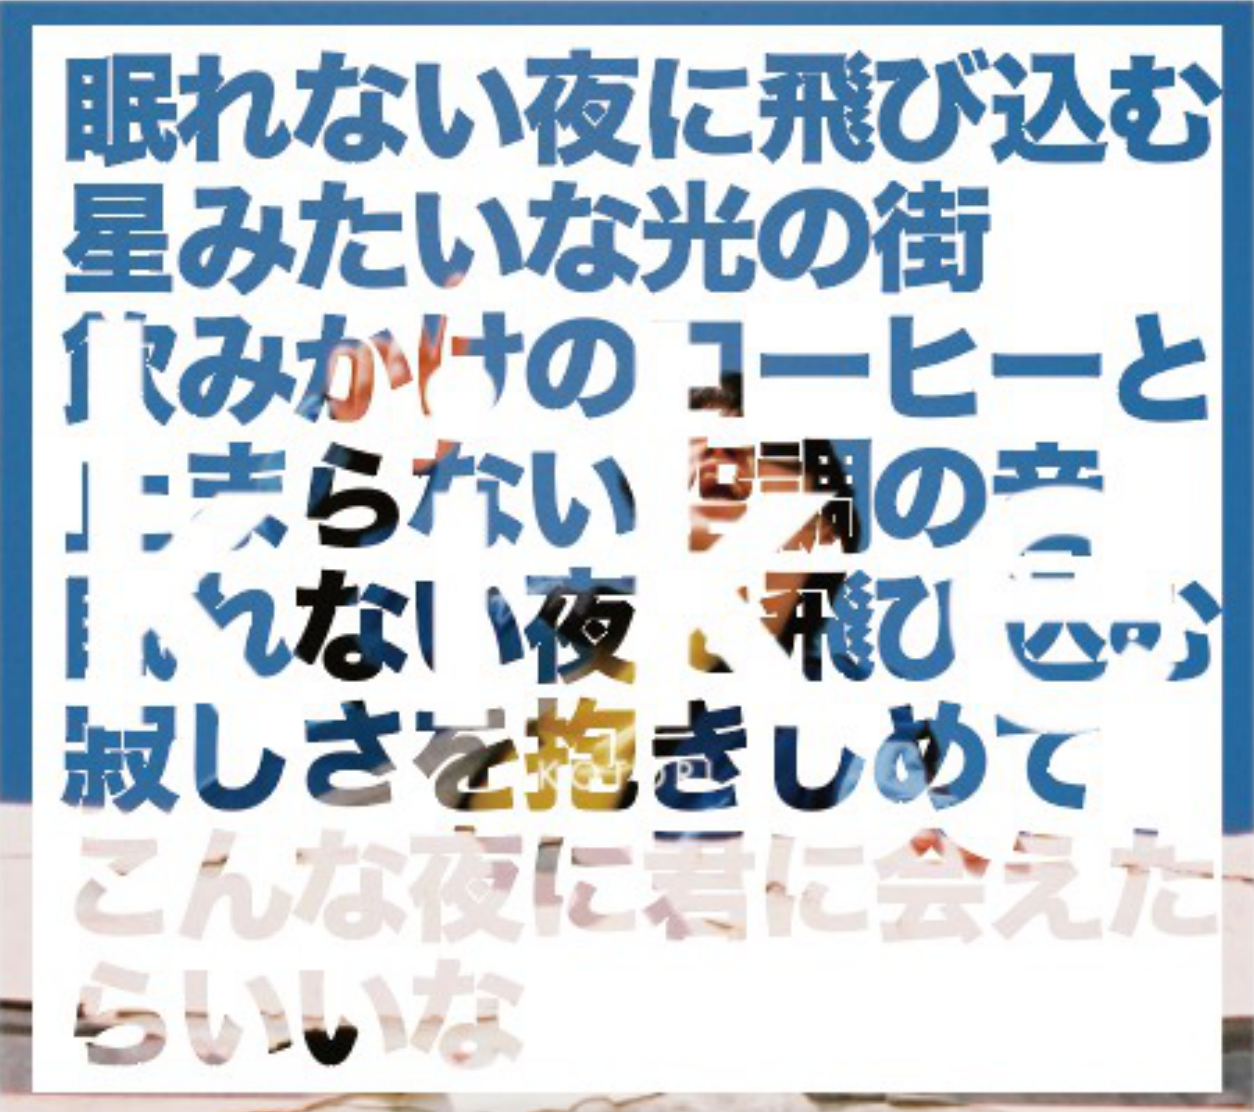 眠れない夜に飛び込む
星みたいな光の街
飲みかけのコーヒーと
止まらない空調の音
眠れない夜に飛び込む
寂しさを抱きしめて
こんな夜に君に会えた
らいいな
KOTORI